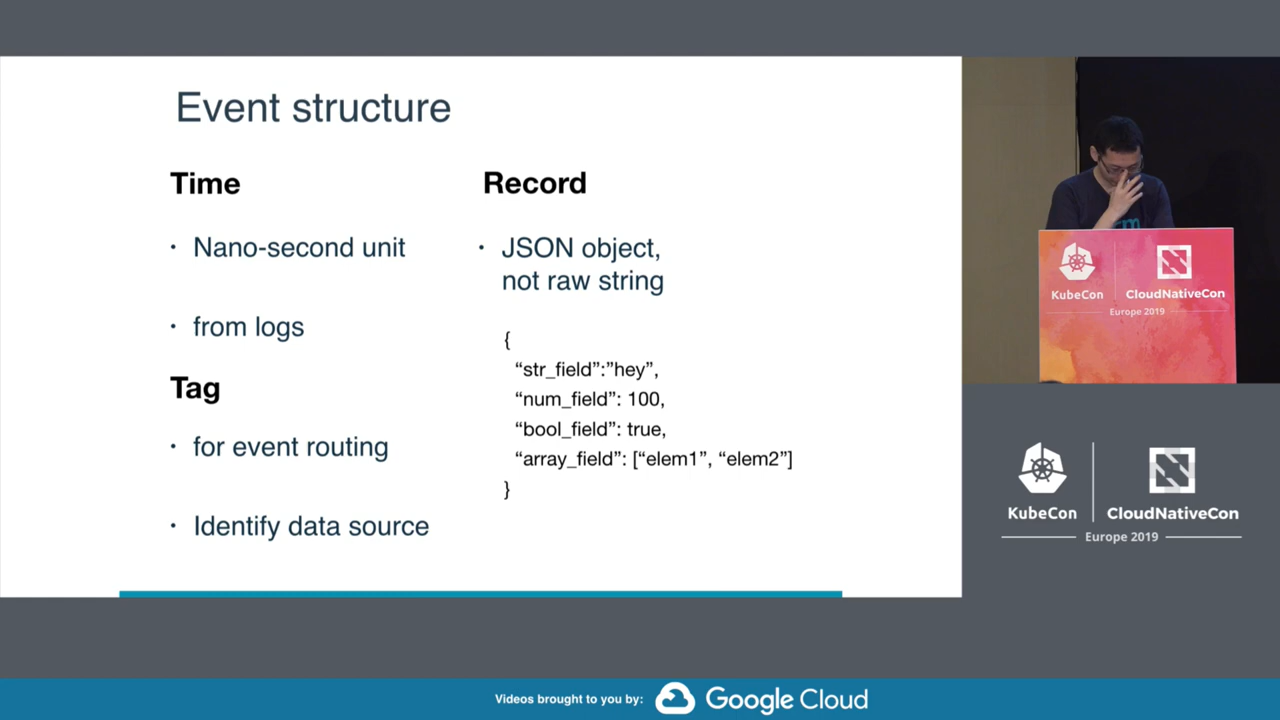 Event structure
Time
· Nano-second unit
· from logs
Tag
· for event routing
· Identify data source
Record
· JSON object,
not raw string
{
“str_field”:”hey”,
“num_field”: 100,
“bool_field”: true,
“array_field”: [“elem1”, “elem2”]
}
KubeCon
CloudNativeCon
Europe 2019
KubeCon
CloudNativeCon
Europe 2019
Videos brought to you by: Google Cloud